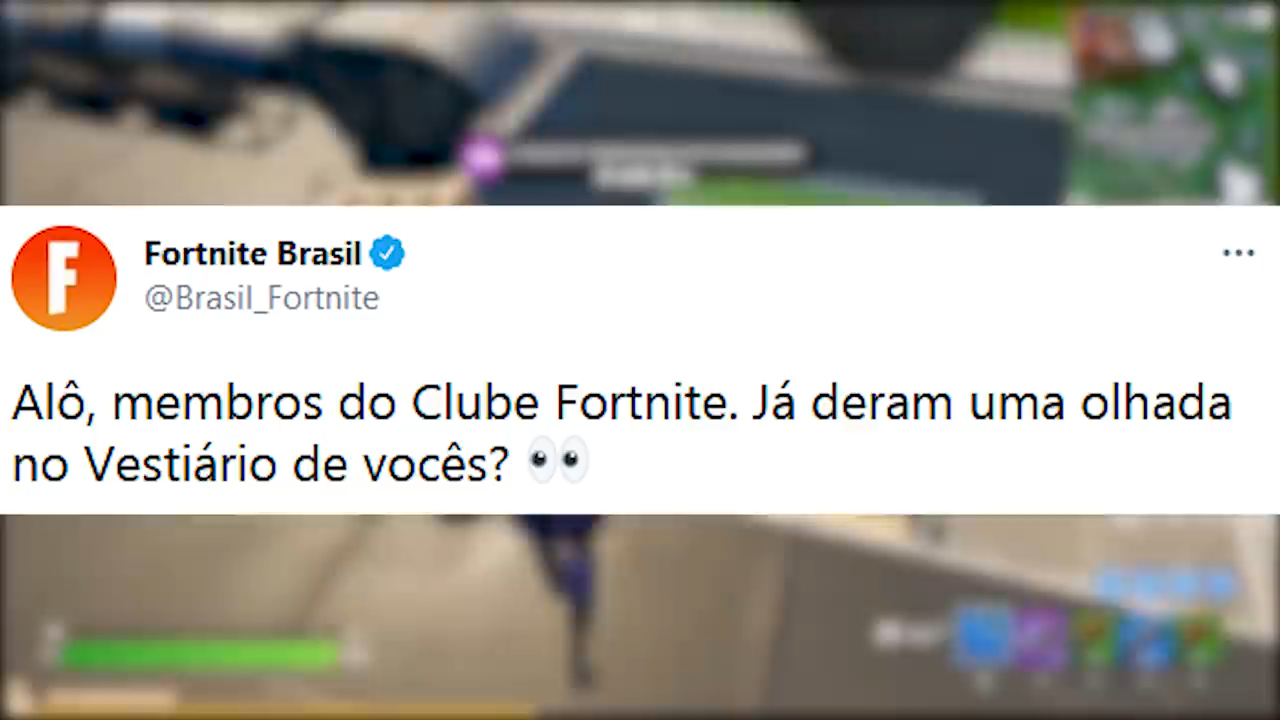 Fortnite Brasil
@Brasil_Fortnite
Alô, membros do Clube Fortnite. Já deram uma olhada
no Vestiário de vocês? 👀